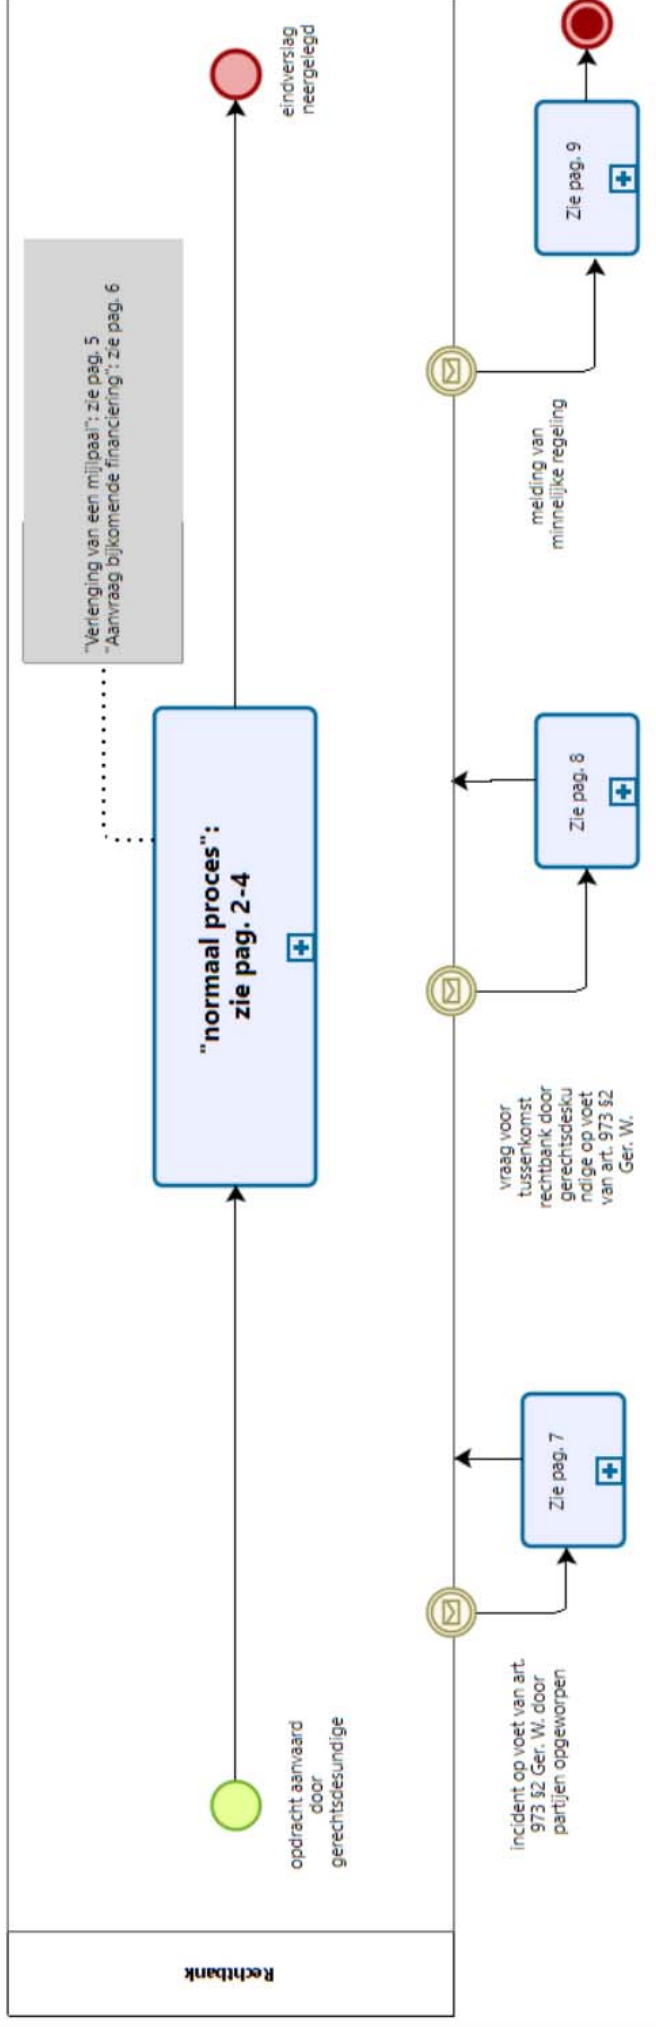 Rechtbank
opdracht aanvaard
door
gerechtsdesundige
"normaal proces":
zie pag. 2-4
"Verlenging van een mijlpaal": zie pag. 5
"Aanvraag bijkomende financiering": zie pag. 6
eindverslag
neergelegd
incident op voet van art.
973 §2 Ger. W. door
partijen opgeworpen
Zie pag. 7
vraag voor
tussenkomst
rechtbank door
gerechtsdesku
ndige op voet
van art. 973 §2
Ger. W.
Zie pag. 8
melding van
minnelijke regeling
Zie pag. 9